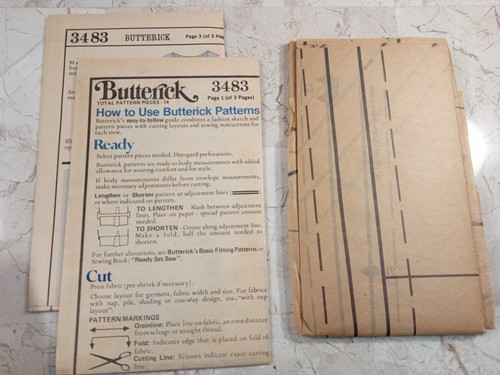 3483 BUTTERICK
Page 3 (of 3 Pag
Butterick
3483
TOTAL PATTERN PIECES - 14
Page 1 (of 3 Pages)
How to Use Butterick Patterns
Butterick's easy-to-follow guide combines a fashion sketch and
pattern pieces with cutting layouts and sewing instructions for
each view.
Ready
Select pattern pieces needed. Disregard perforations.
Butterick patterns are made to body measurements with added
allowance for wearing comfort and for style.
If body measurements differ from envelope measurements,
make necessary adjustments before cutting.
Lengthen or Shorten pattern at adjustment lines
or where indicated on pattern.
TO LENGTHEN - Slash between adjustment
lines. Place on paper - spread pattern amount
needed.
TO SHORTEN - Crease along adjustment line.
Make a fold; half the amount needed to
shorten.
For further alterations, see Butterick's Basic Fitting Patterns or
Sewing Book; "Ready Set Sew".
Cut
Press fabric (pre-shrink if necessary).
Choose layout for garment, fabric width and size. For fabrics
with nap, pile, shading or one-way design, use "with nap
layout".
PATTERN MARKINGS
Grainline: Place line on fabric, an even distance
from selvage or straight thread.
Fold: Indicates edge that is placed on fold of
fabric.
Cutting Line: Scissors indicate exact cutting
line.